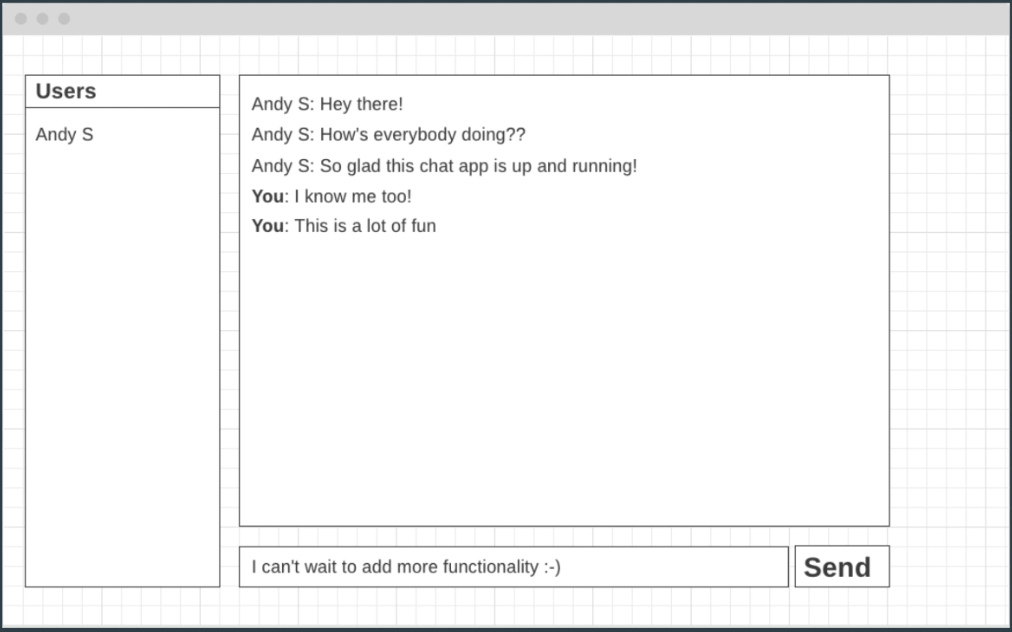 Users
Andy S
Andy S: Hey there!
Andy S: How's everybody doing??
Andy S: So glad this chat app is up and running!
You: I know me too!
You: This is a lot of fun
I can't wait to add more functionality :-)
Send